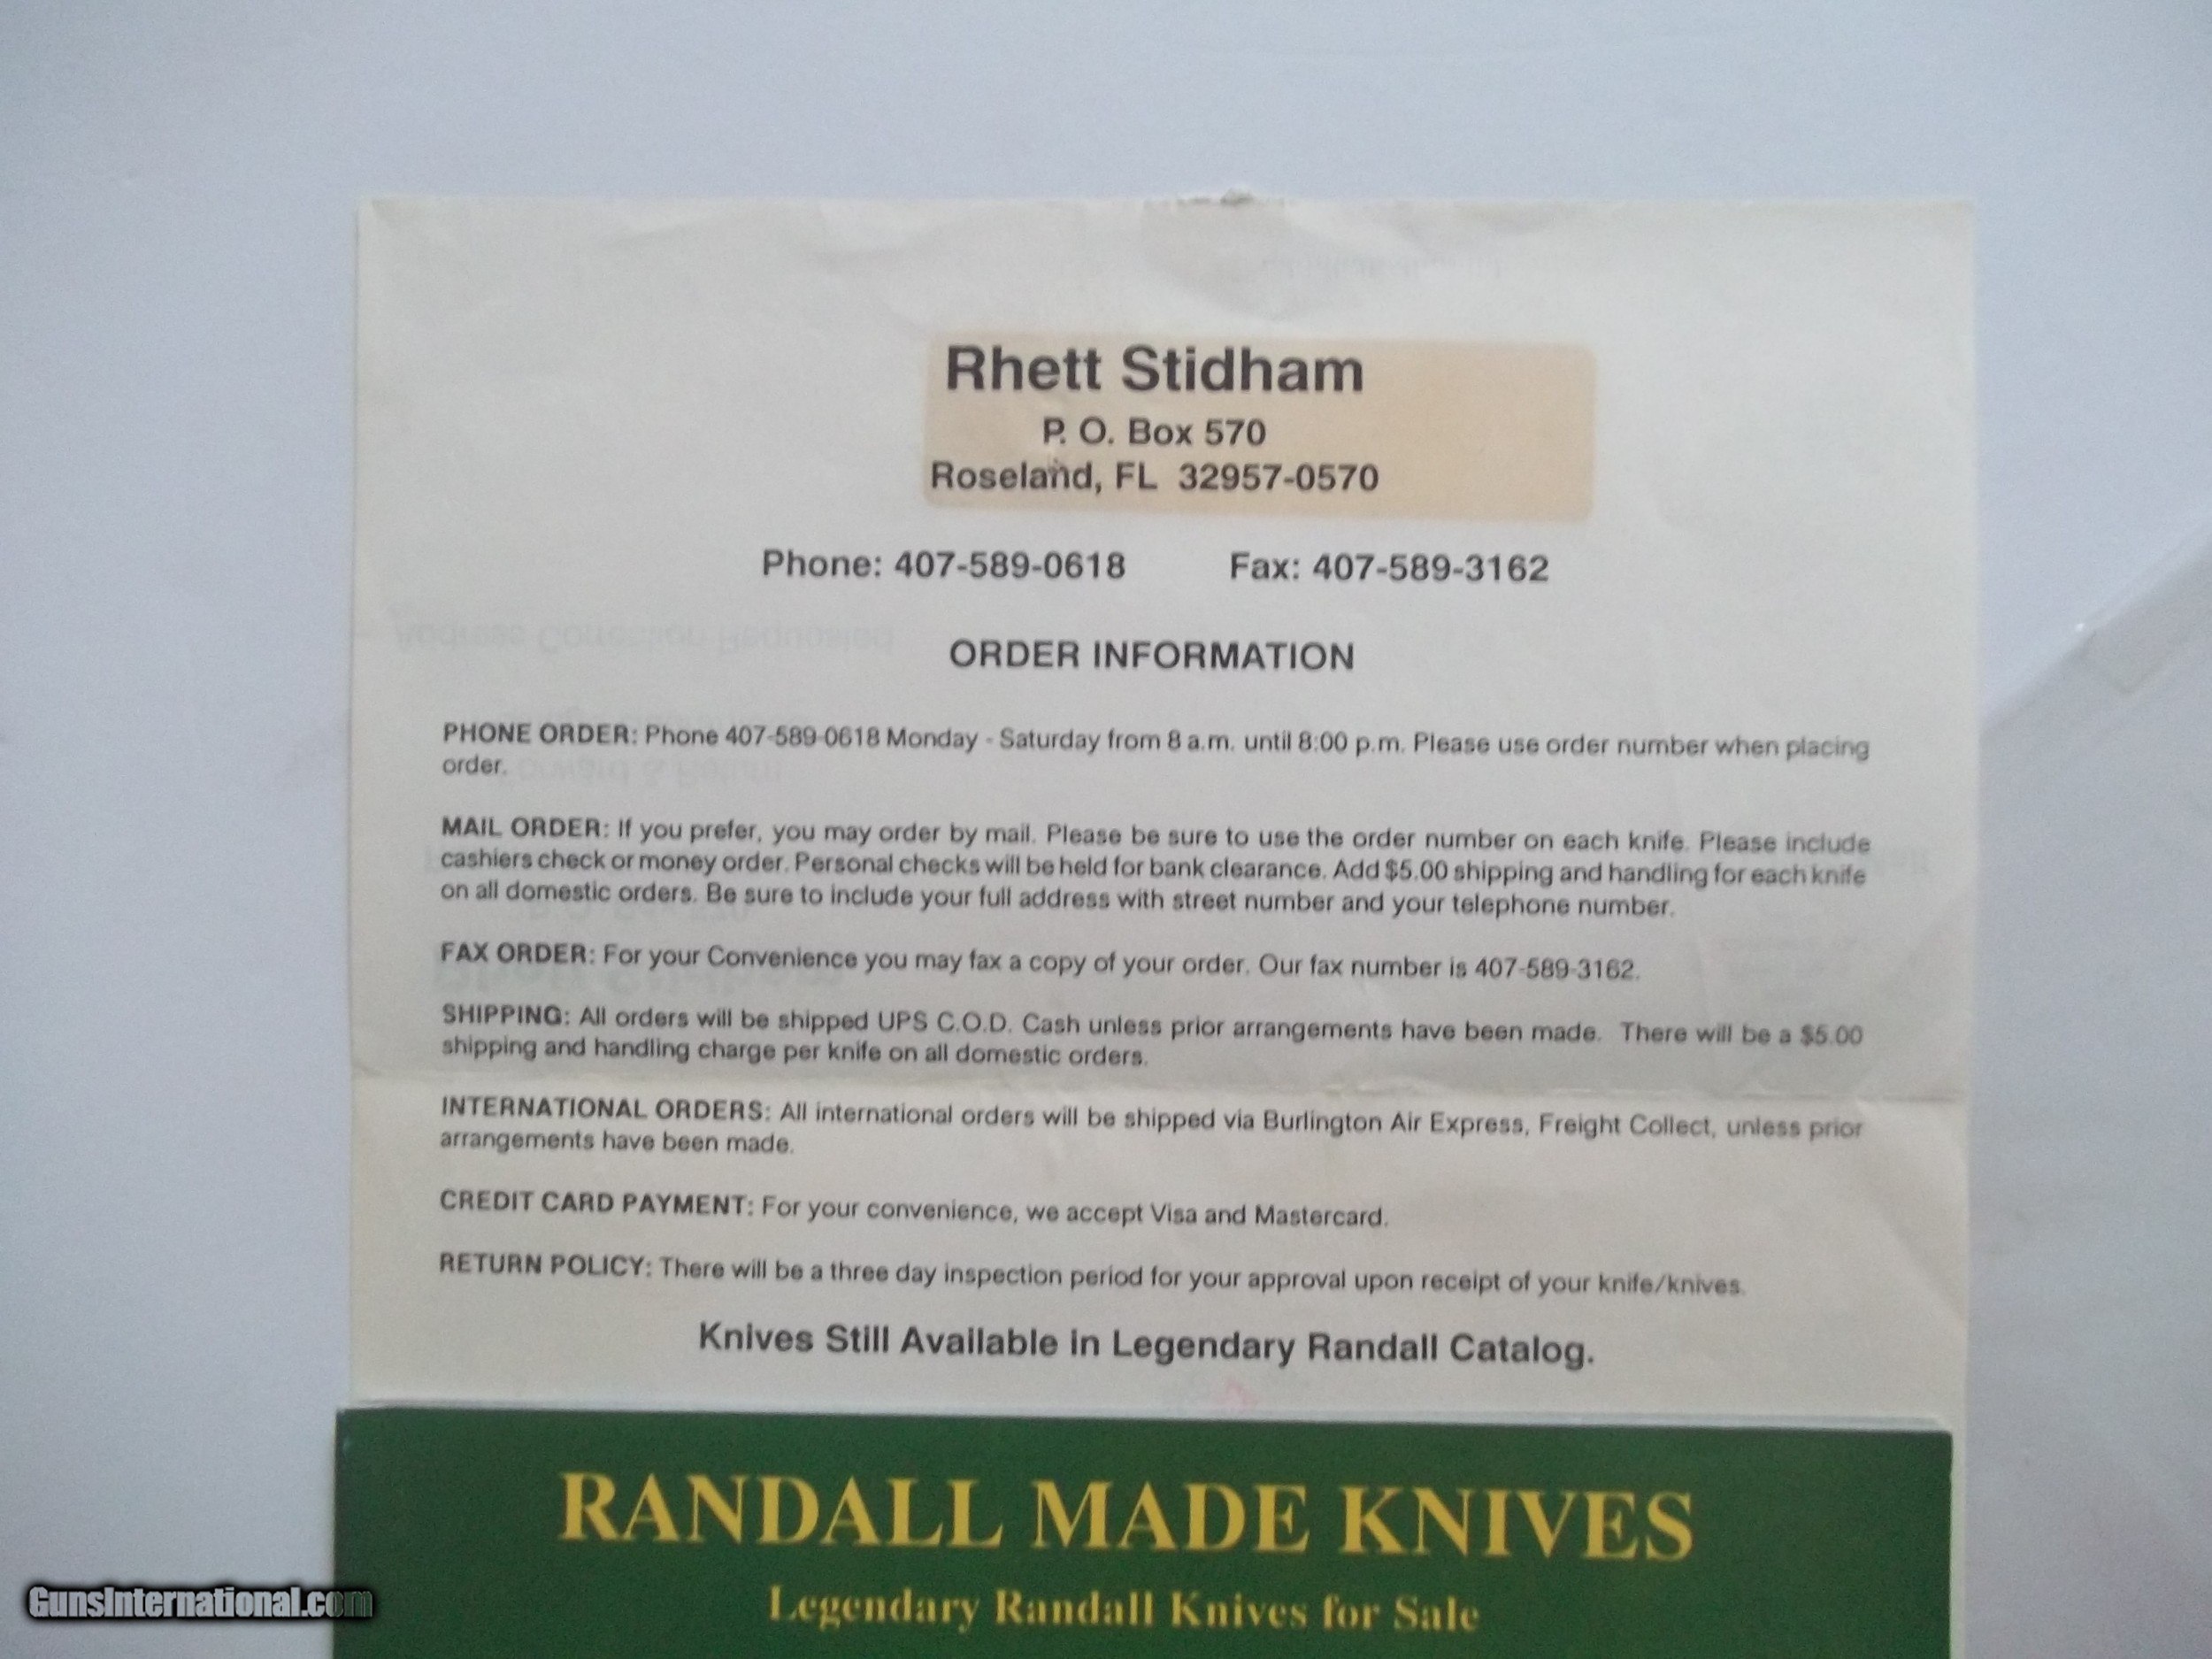 Rhett Stidham
P. O. Box 570
Roseland, FL 32957-0570
Phone: 407-589-0618 Fax: 407-589-3162
ORDER INFORMATION
PHONE ORDER: Phone 407-589-0618 Monday - Saturday from 8 a.m. until 8:00 p.m. Please use order number when placing
order.
MAIL ORDER: If you prefer, you may order by mail. Please be sure to use the order number on each knife. Please include
cashiers check or money order. Personal checks will be held for bank clearance. Add $5.00 shipping and handling for each knife
on all domestic orders. Be sure to include your full address with street number and your telephone number.
FAX ORDER: For your Convenience you may fax a copy of your order. Our fax number is 407-589-3162.
SHIPPING: All orders will be shipped UPS C.O.D. Cash unless prior arrangements have been made. There will be a $5.00
shipping and handling charge per knife on all domestic orders.
INTERNATIONAL ORDERS: All international orders will be shipped via Burlington Air Express, Freight Collect, unless prior
arrangements have been made.
CREDIT CARD PAYMENT: For your convenience, we accept Visa and Mastercard.
RETURN POLICY: There will be a three day inspection period for your approval upon receipt of your knife/knives.
Knives Still Available in Legendary Randall Catalog.
RANDALL MADE KNIVES
Legendary Randall Knives for Sale
GunsInternational.com